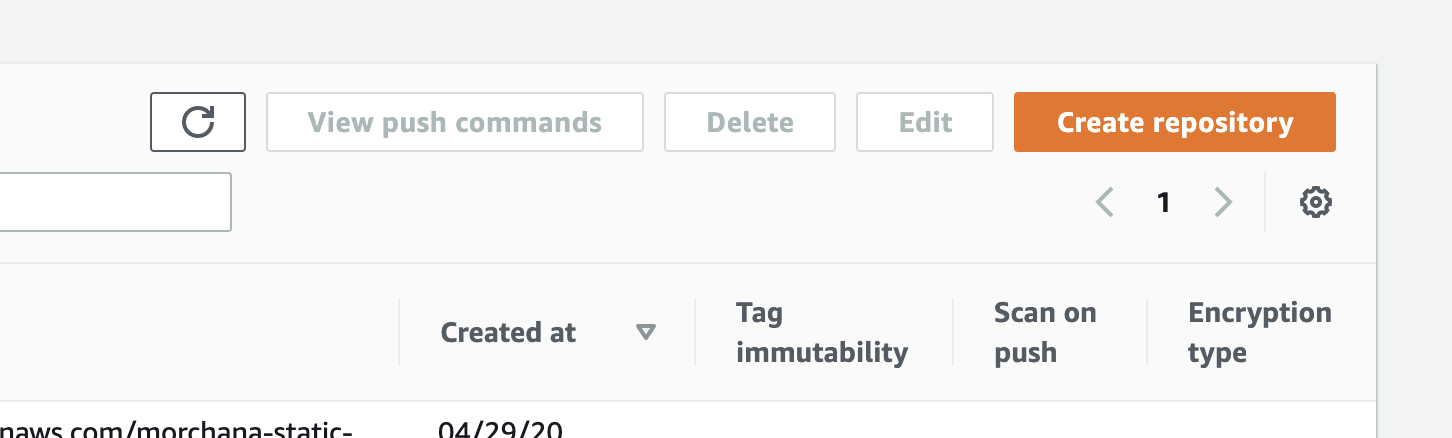 View push commands Delete Edit Create repository
1
Created at Tag immutability Scan on push Encryption type
naws.com/morchana-static- 04/29/20